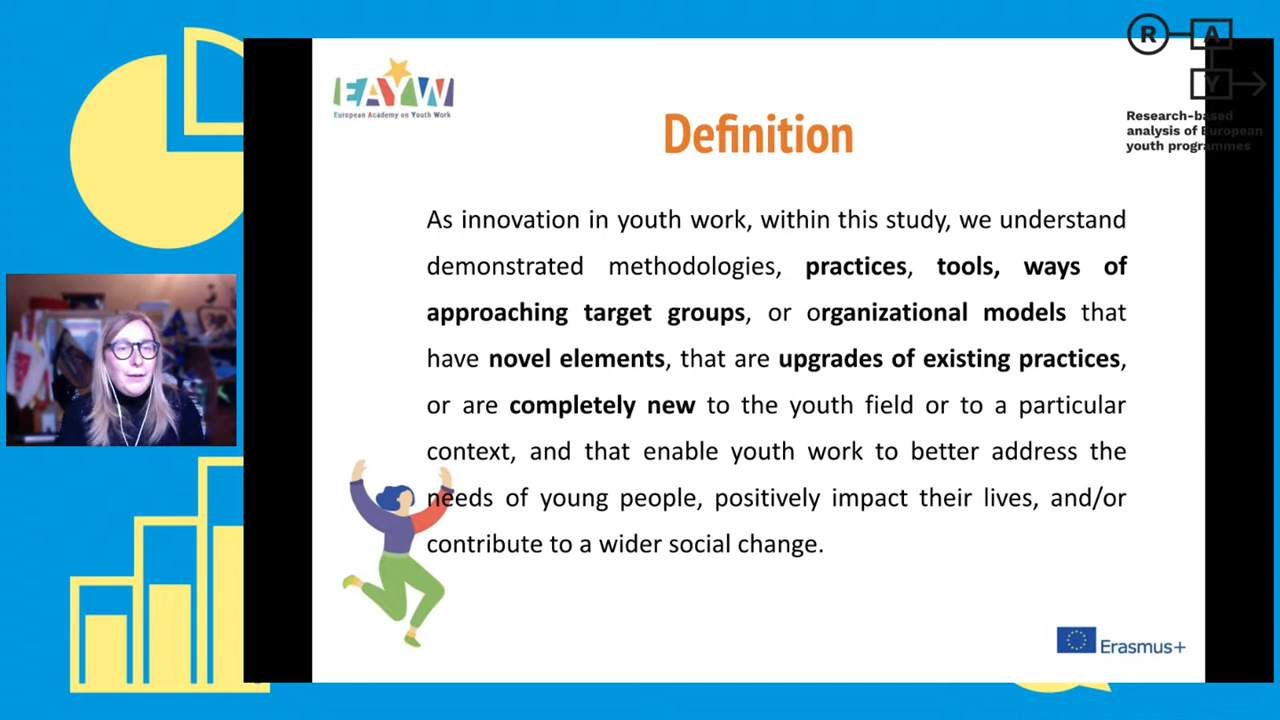 EAYW
European Academy on Youth Work
R A
Y
Research-based
analysis of European
youth programmes
Definition
As innovation in youth work, within this study, we understand
demonstrated methodologies, practices, tools, ways of
approaching target groups, or organizational models that
have novel elements, that are upgrades of existing practices,
or are completely new to the youth field or to a particular
context, and that enable youth work to better address the
needs of young people, positively impact their lives, and/or
contribute to a wider social change.
Erasmus+